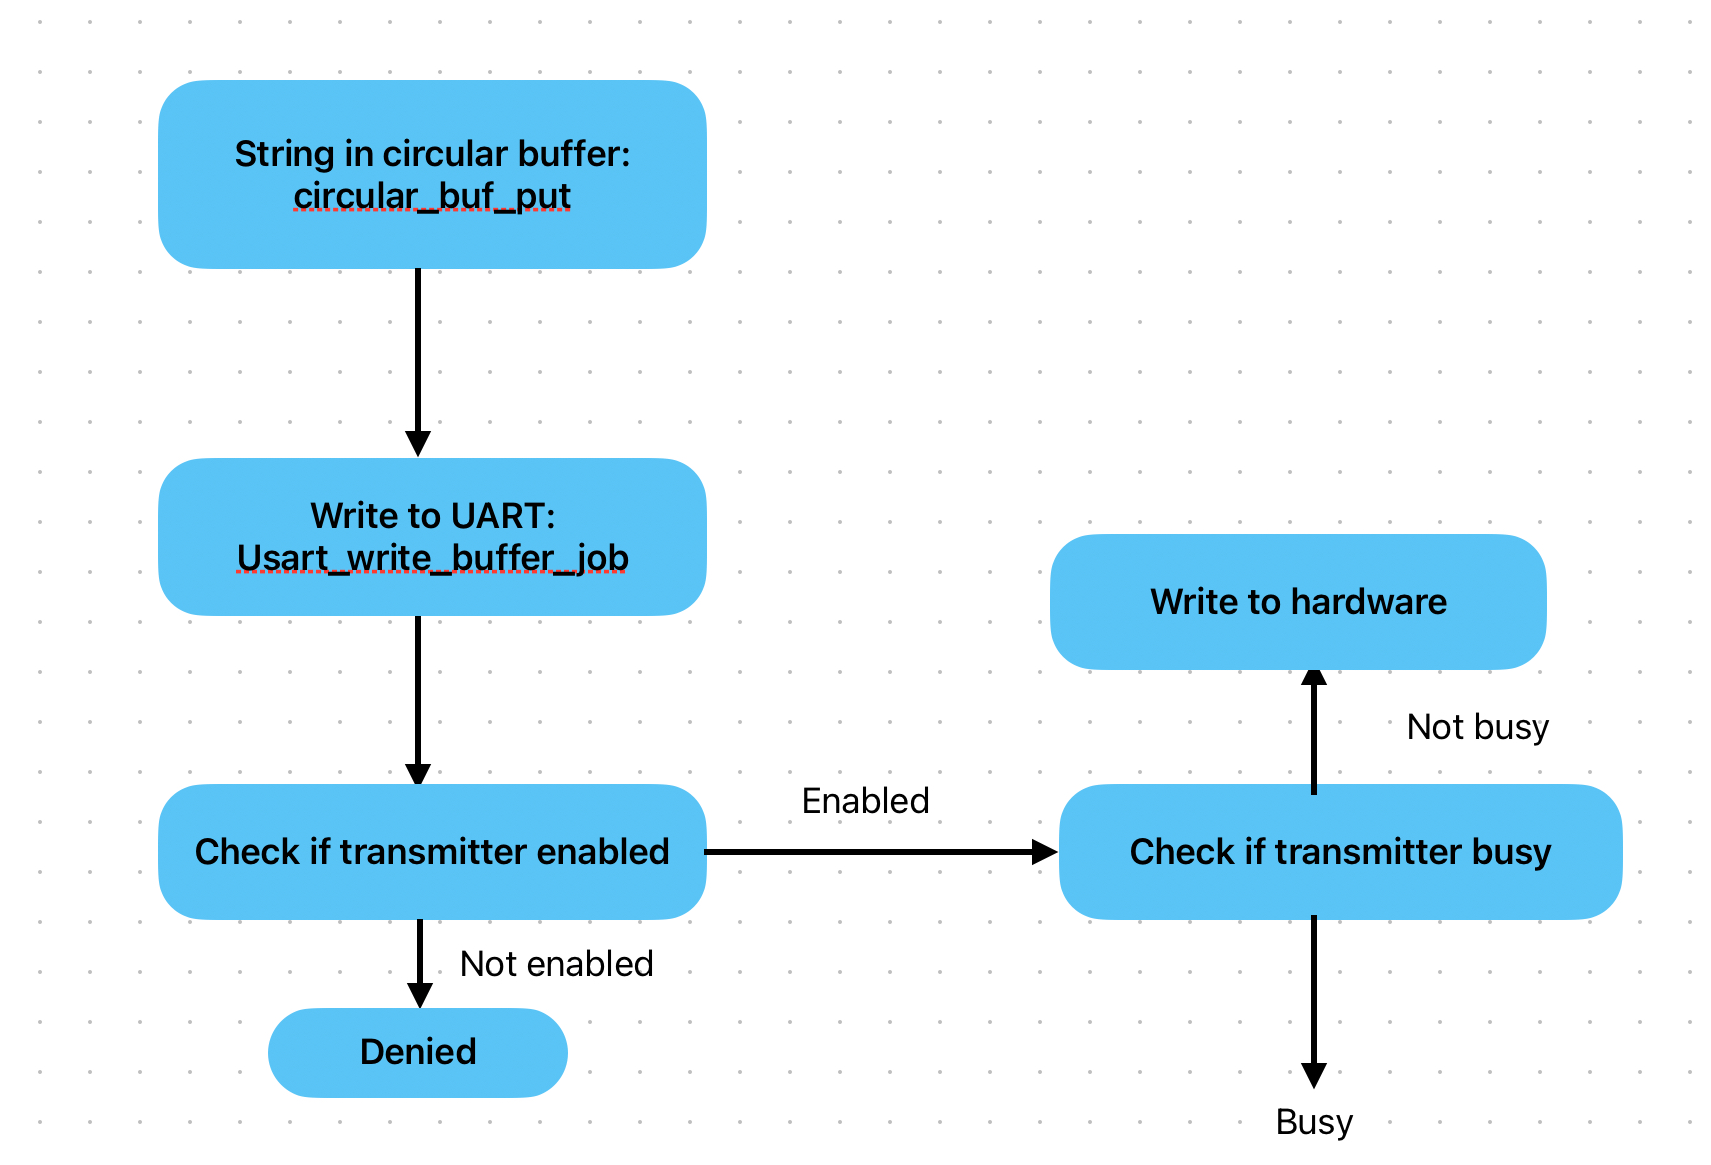 String in circular buffer:
circular_buf_put
Write to UART:
Usart_write_buffer_job
Write to hardware
Not busy
Enabled
Check if transmitter enabled
Check if transmitter busy
Not enabled
Denied
Busy